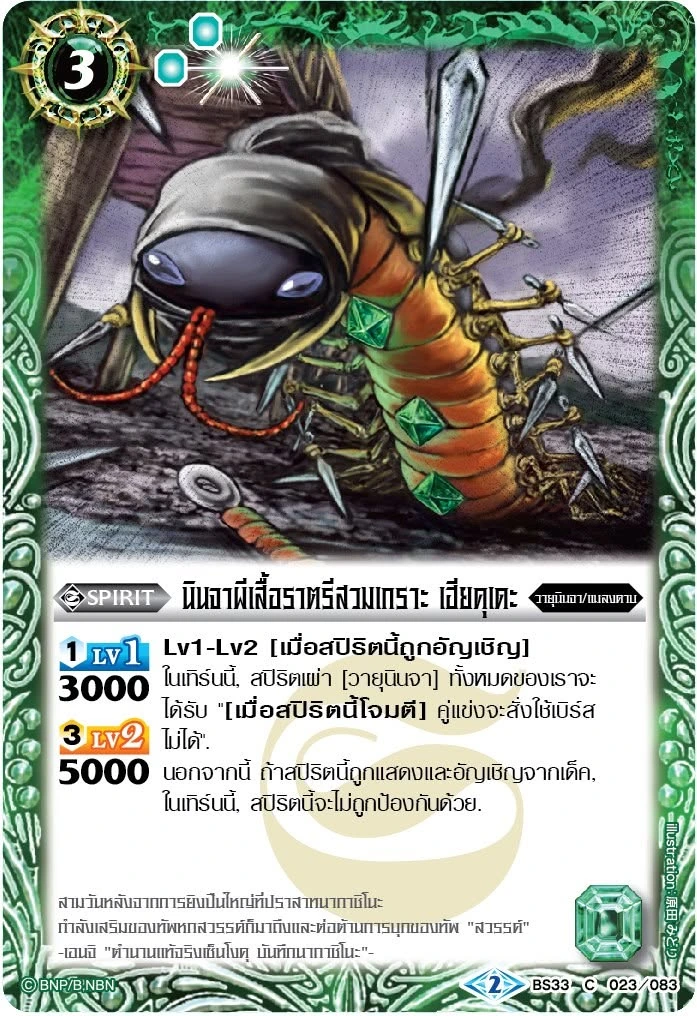 3
SPIRIT
นินจาผีเสื้อราตรีสวมเกราะ เฮียคุเดะ
วายุนินจา/แมลงดาบ
1 LV1
3000
3 LV2
5000
Lv1-Lv2 [เมื่อสปิริตนี้ถูกอัญเชิญ]
ในเทิร์นนี้, สปิริตเผ่า [วายุนินจา] ทั้งหมดของเราจะ
ได้รับ "[เมื่อสปิริตนี้โจมตี] คู่แข่งจะสั่งใช้เบิร์ส
ไม่ได้".
นอกจากนี้ ถ้าสปิริตนี้ถูกแสดงและอัญเชิญจากเด็ค,
ในเทิร์นนี้, สปิริตนี้จะไม่ถูกป้องกันด้วย.
สามวันหลังจากการยิงปืนใหญ่ที่ปราสาทนากาชิโนะ
กำลังเสริมของทัพหกสวรรค์ก็มาถึงและต่อต้านการบุกของทัพ "สวรรค์"
-เอนจิ "ตำนานแท้จริงเซ็นโงคุ บันทึกนากาชิโนะ"-
illustration : 原田 みどり
©BNP/B,NBN
2
BS33 C 023/083